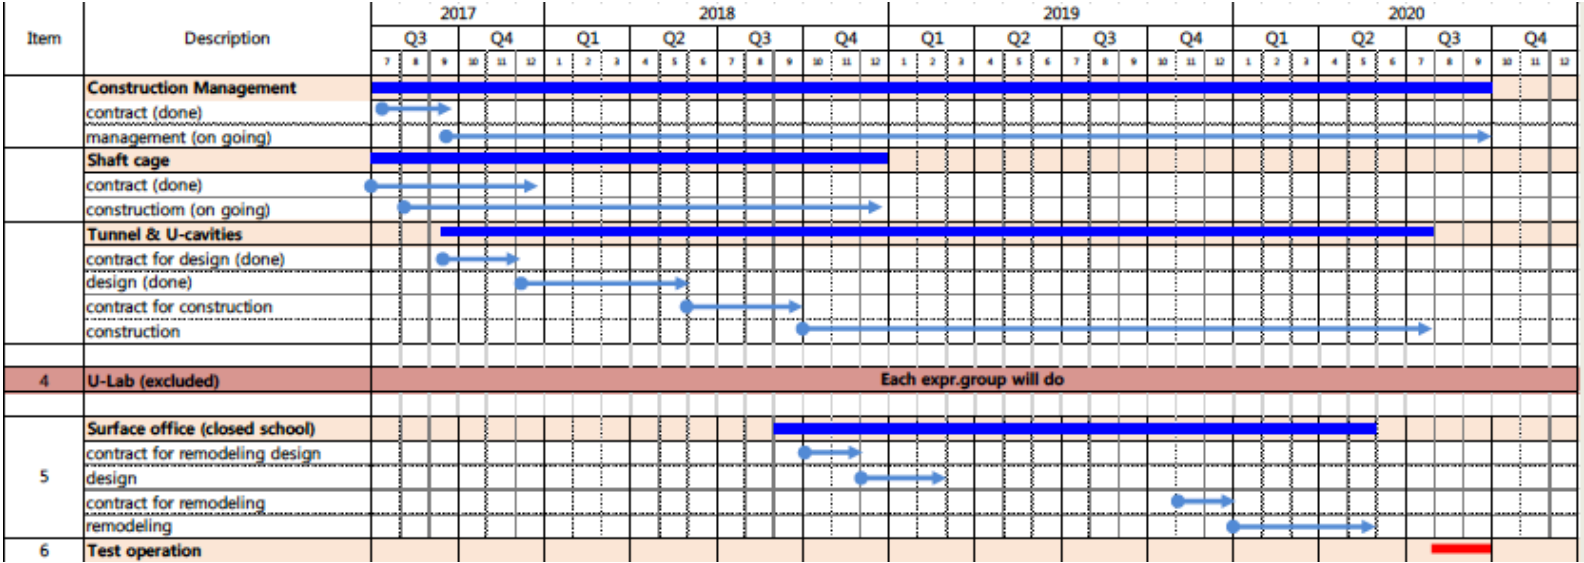 2017 2018 2019 2020
Item Description Q3 Q4 Q1 Q2 Q3 Q4 Q1 Q2 Q3 Q4 Q1 Q2 Q3 Q4
7 8 9 10 11 12 1 2 3 4 5 6 7 8 9 10 11 12 1 2 3 4 5 6 7 8 9 10 11 12 1 2 3 4 5 6 7 8 9 10 11 12
Construction Management
contract (done)
management (on going)
Shaft cage
contract (done)
constructiom (on going)
Tunnel & U-cavities
contract for design (done)
design (done)
contract for construction
construction
4 U-Lab (excluded) Each expr.group will do
Surface office (closed school)
contract for remodeling design
5 design
contract for remodeling
remodeling
6 Test operation